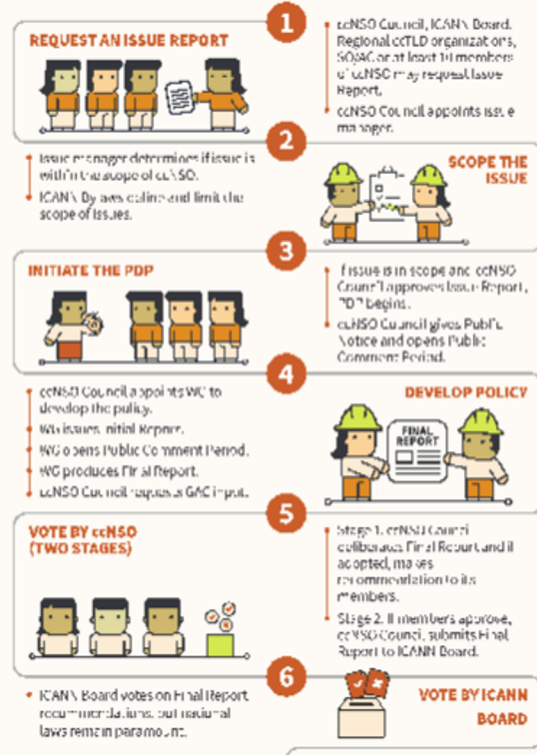 1
REQUEST AN ISSUE REPORT
ccNSO Council, ICANN Board,
Regional ccTLD organizations,
SO/AC or at least 10 members
of ccNSO may request Issue
Report.
ccNSO Council appoints issue
manager.
2
Issue manager determines if issue is
within the scope of ccNSO.
ICANN Bylaws outline and limit the
scope of issues.
SCOPE THE
ISSUE
3
INITIATE THE PDP
If issue is in scope and ccNSO
Council approves Issue Report,
PDP begins.
ccNSO Council gives Public
Notice and opens Public
Comment Period.
4
ccNSO Council appoints WG to
develop the policy.
WG issues Initial Report.
WG opens Public Comment Period.
WG produces Final Report.
ccNSO Council requests GAC input.
DEVELOP POLICY
FINAL
REPORT
5
VOTE BY ccNSO
(TWO STAGES)
Stage 1. ccNSO Council
deliberates Final Report and if
adopted, makes
recommendation to its
members.
Stage 2. If members approve,
ccNSO Council submits Final
Report to ICANN Board.
6
ICANN Board votes on Final Report
recommendations, but national
laws remain paramount.
VOTE BY ICANN
BOARD